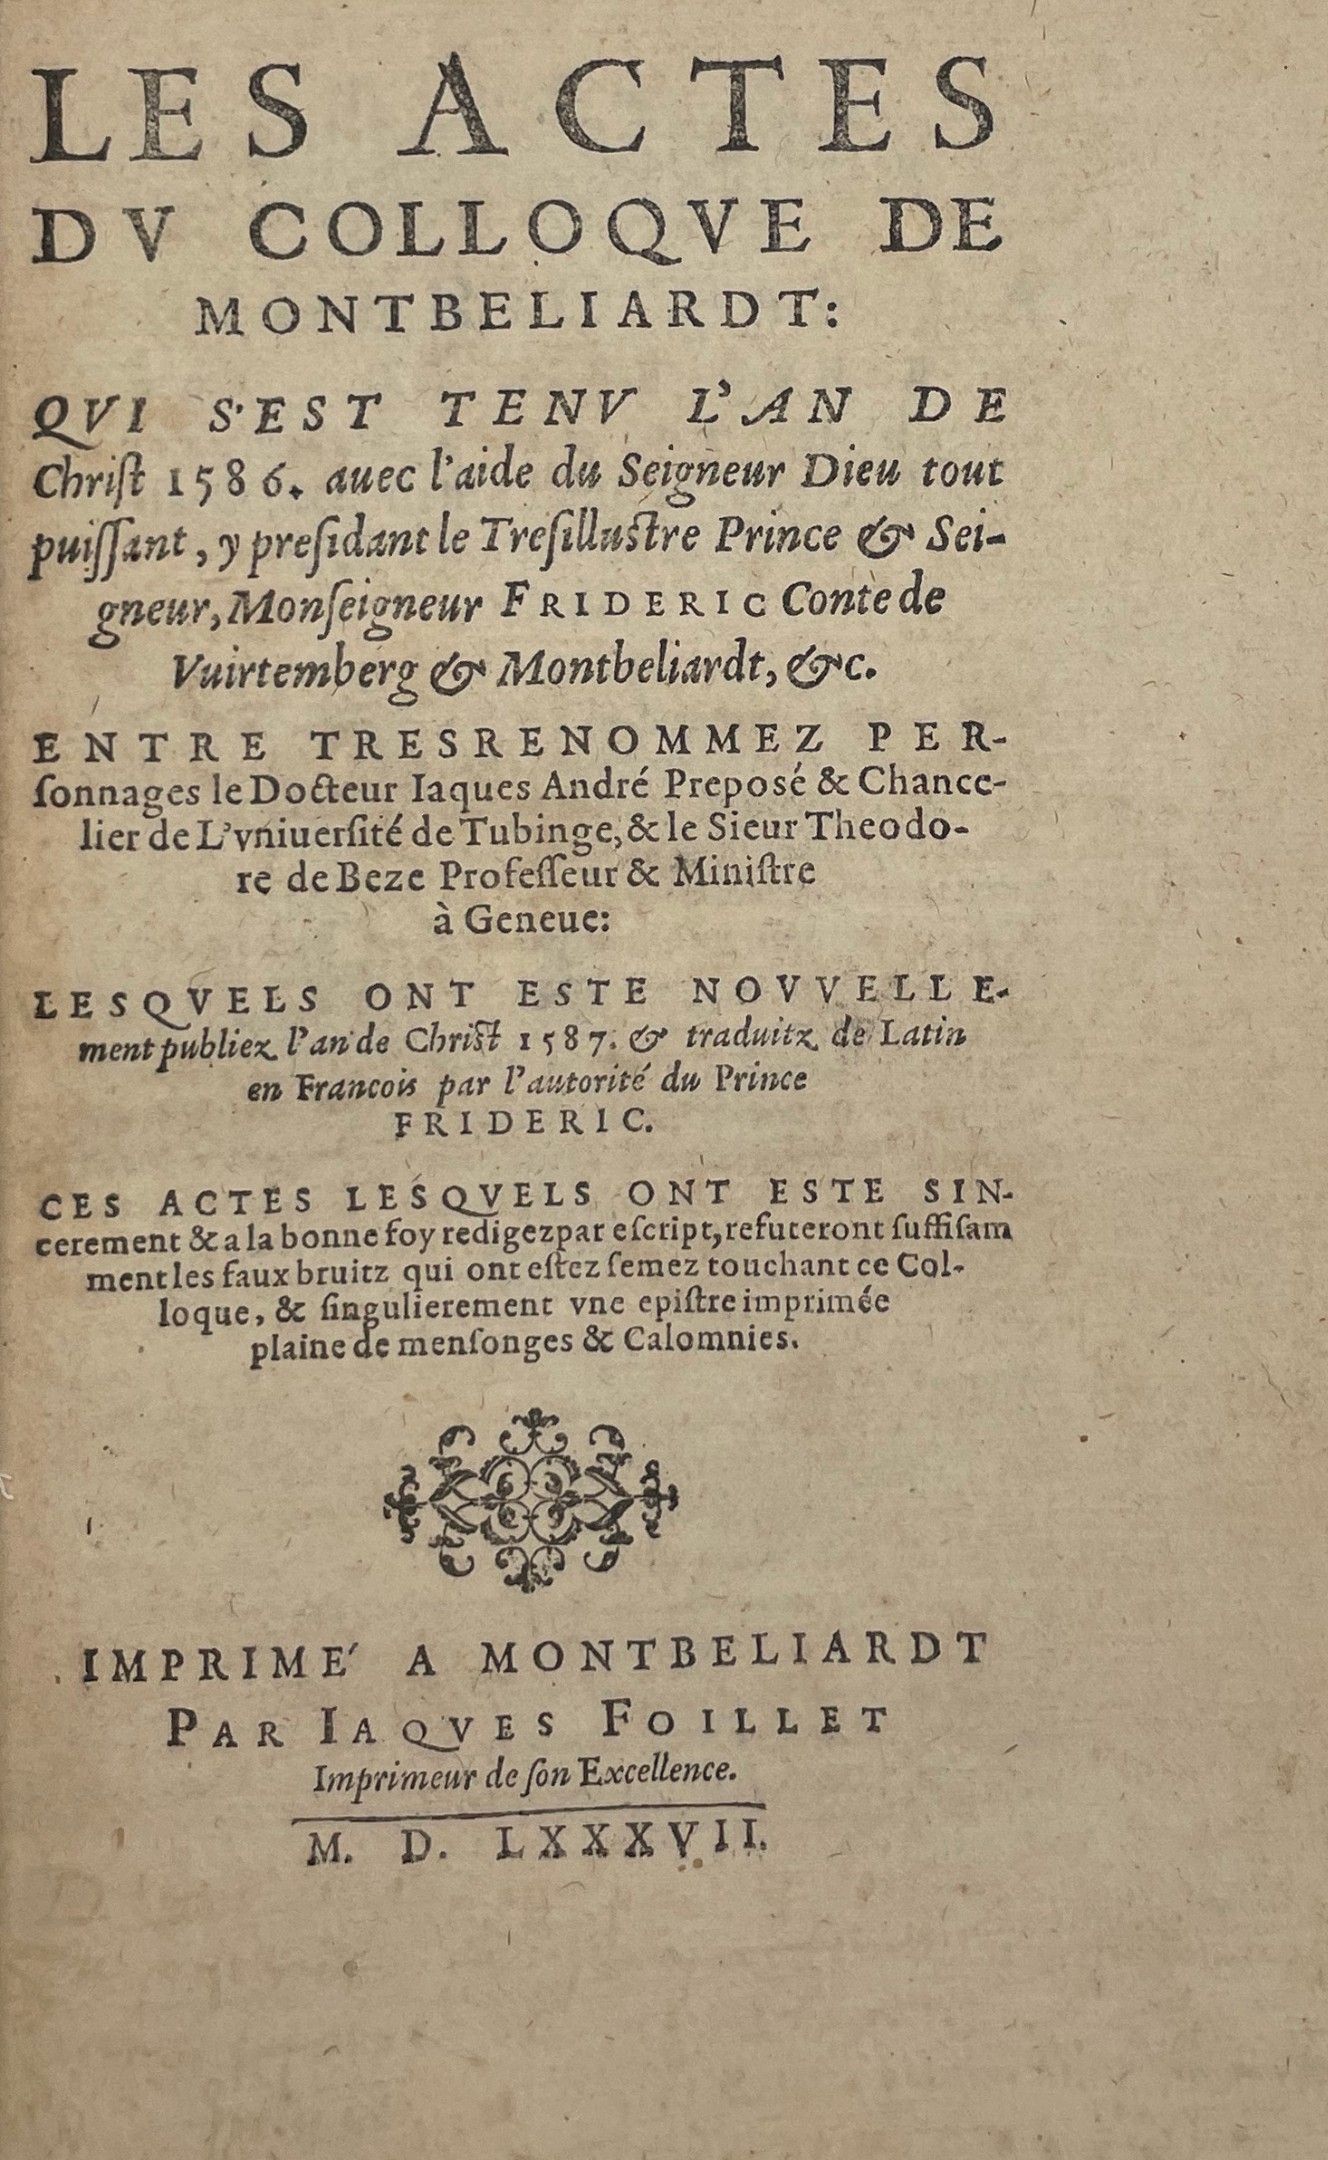 LES ACTES
DV COLLOQVE DE
MONTBELIARDT:
QVI S'EST TENV L'AN DE
Chriſt 1586. auec l'aide du Seigneur Dieu tout
puiſſant, y preſidant le Treſilluſtre Prince & Sei-
gneur, Monſeigneur FRIDERIC Conte de
Vuirtemberg & Montbeliardt, &c.
ENTRE TRESRENOMMEZ PER-
ſonnages le Docteur Iaques André Prepoſé & Chance-
lier de L'vniuerſité de Tubinge, & le Sieur Theodo-
re de Beze Profeſſeur & Miniſtre
à Geneue:
LESQVELS ONT ESTE NOVVELLE-
ment publiez l'an de Chriſt 1587. & traduitz de Latin
en Francois par l'autorité du Prince
FRIDERIC.
CES ACTES LESQVELS ONT ESTE SIN-
cerement & a la bonne foy redigez par eſcript, refuteront ſuffiſam
ment les faux bruitz qui ont eſtez ſemez touchant ce Col-
loque, & ſingulierement vne epiſtre imprimée
plaine de menſonges & Calomnies.
IMPRIME´ A MONTBELIARDT
PAR IAQVES FOILLET
Imprimeur de ſon Excellence.
M. D. LXXXVII.